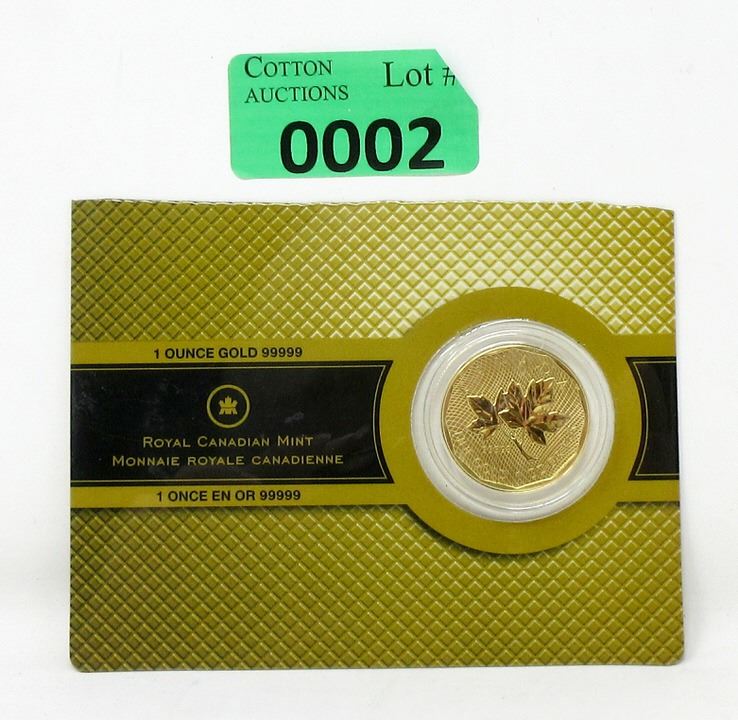 COTTON AUCTIONS Lot #
0002
1 OUNCE GOLD 99999
ROYAL CANADIAN MINT
MONNAIE ROYALE CANADIENNE
1 ONCE EN OR 99999